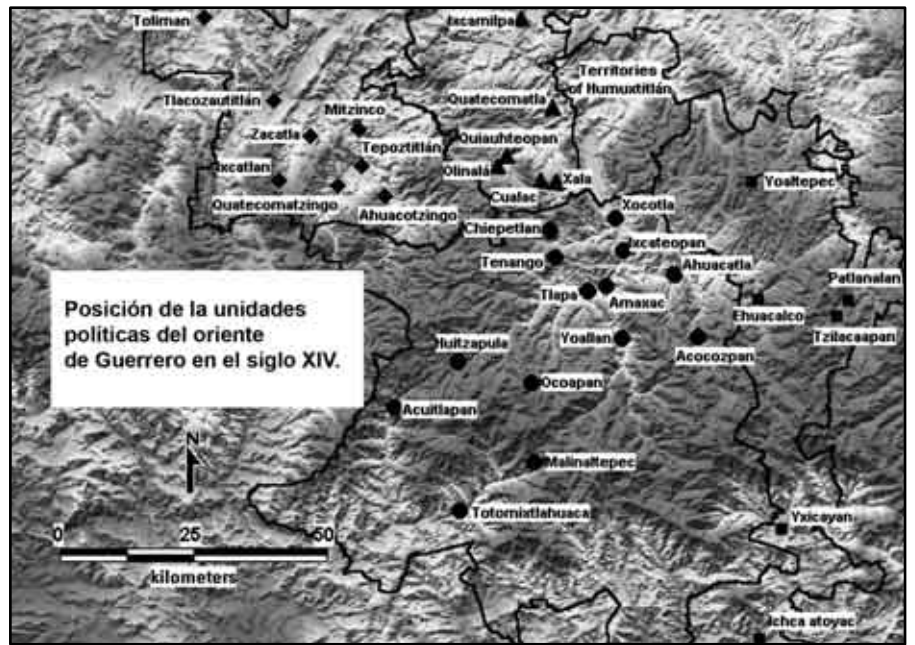 Toliman
Ixcamilpa
Territories
of Humuxtitlán
Tlacozautitlán
Mitzinco
Quatecomatla
Zacatla
Tepoztitlán
Quiauhteopan
Ixcatlan
Olinalá
Xala
Yoaltepec
Quatecomatzingo
Cualac
Ahuacotzingo
Xocotla
Chiepetlan
Ixcateopan
Tenango
Ahuacatla
Patlanalan
Tlapa
Amaxac
Ehuacalco
Posición de la unidades
políticas del oriente
de Guerrero en el siglo XIV.
Yoallan
Tzilacaapan
Huitzapula
Acocozpan
Ocoapan
Acuitlapan
N
Malinaltepec
Totomixtlahuaca
Yxicayan
0 25 50
kilometers
Ichca atoyac